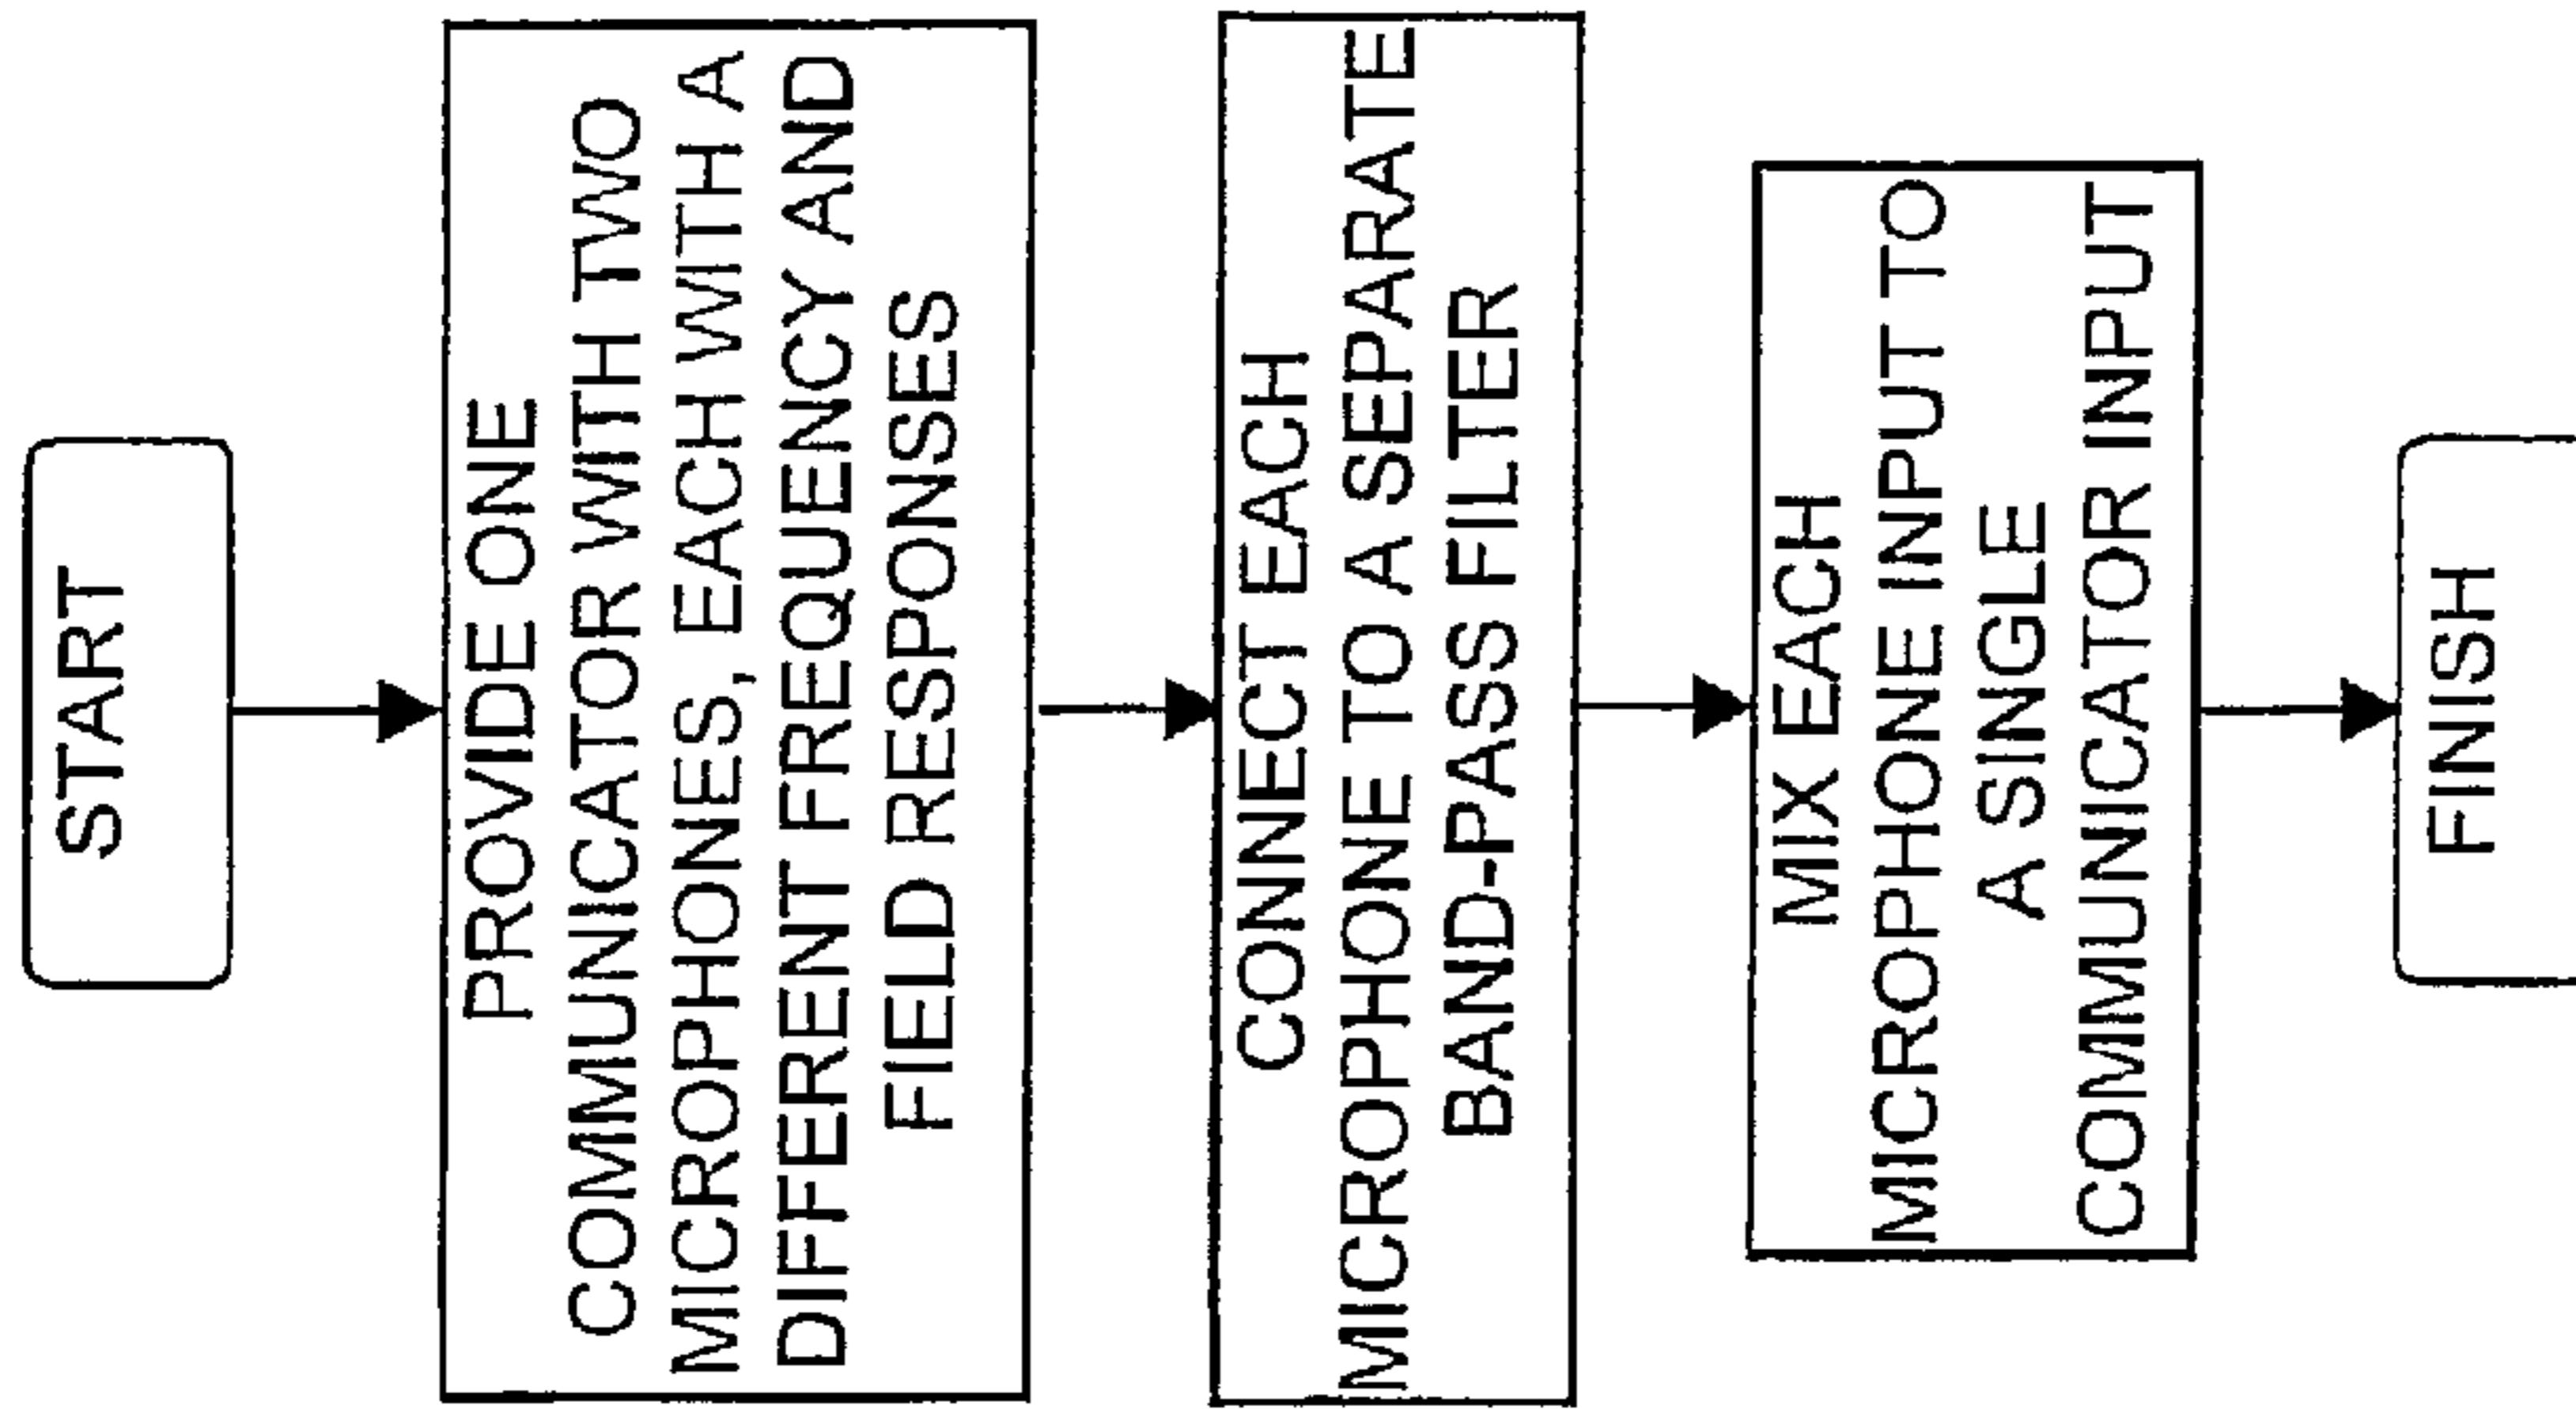 START
PROVIDE ONE
COMMUNICATOR WITH TWO
MICROPHONES, EACH WITH A
DIFFERENT FREQUENCY AND
FIELD RESPONSES
CONNECT EACH
MICROPHONE TO A SEPARATE
BAND-PASS FILTER
MIX EACH
MICROPHONE INPUT TO
A SINGLE
COMMUNICATOR INPUT
FINISH